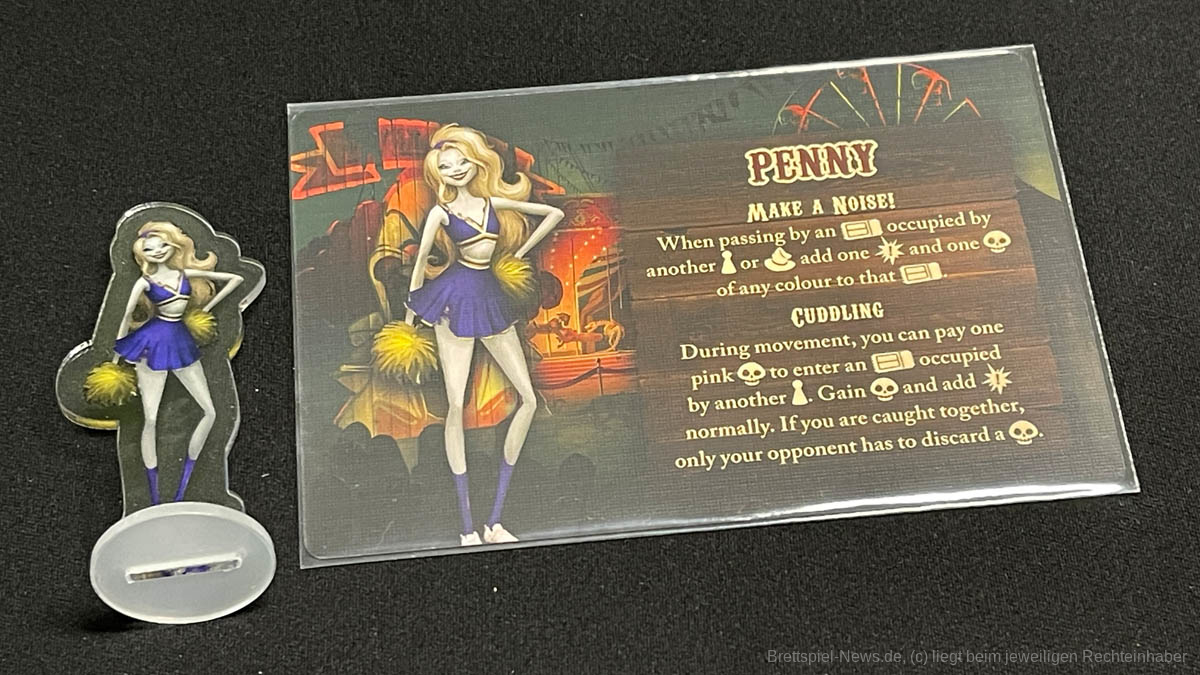 PENNY
MAKE A NOISE!
When passing by an occupied by
another or add one and one
of any colour to that
CUDDLING
During movement, you can pay one
pink to enter an occupied
by another . Gain and add
normally. If you are caught together,
only your opponent has to discard a .
Brettspiel-News.de, (c) liegt beim jeweiligen Rechteinhaber